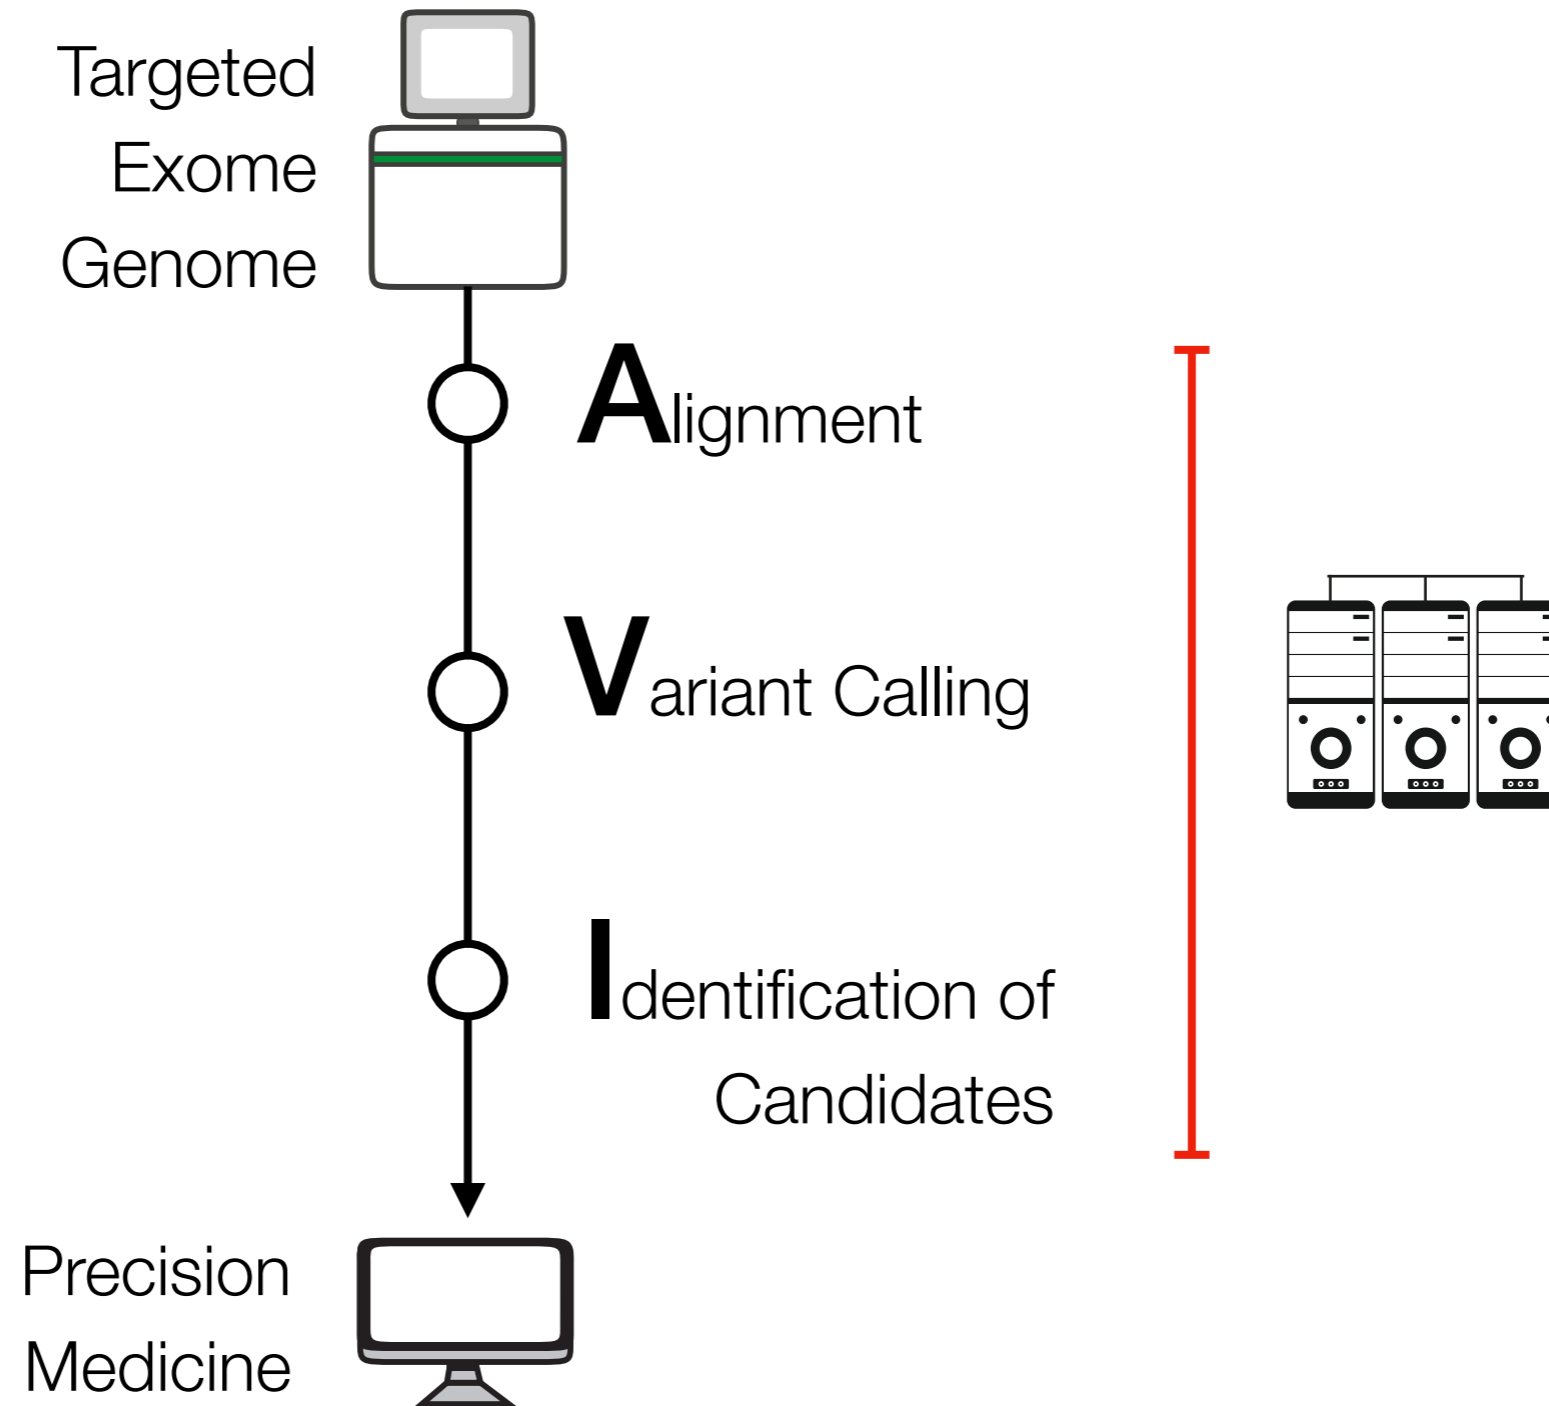 Targeted
Exome
Genome
Alignment
Variant Calling
Identification of
Candidates
Precision
Medicine